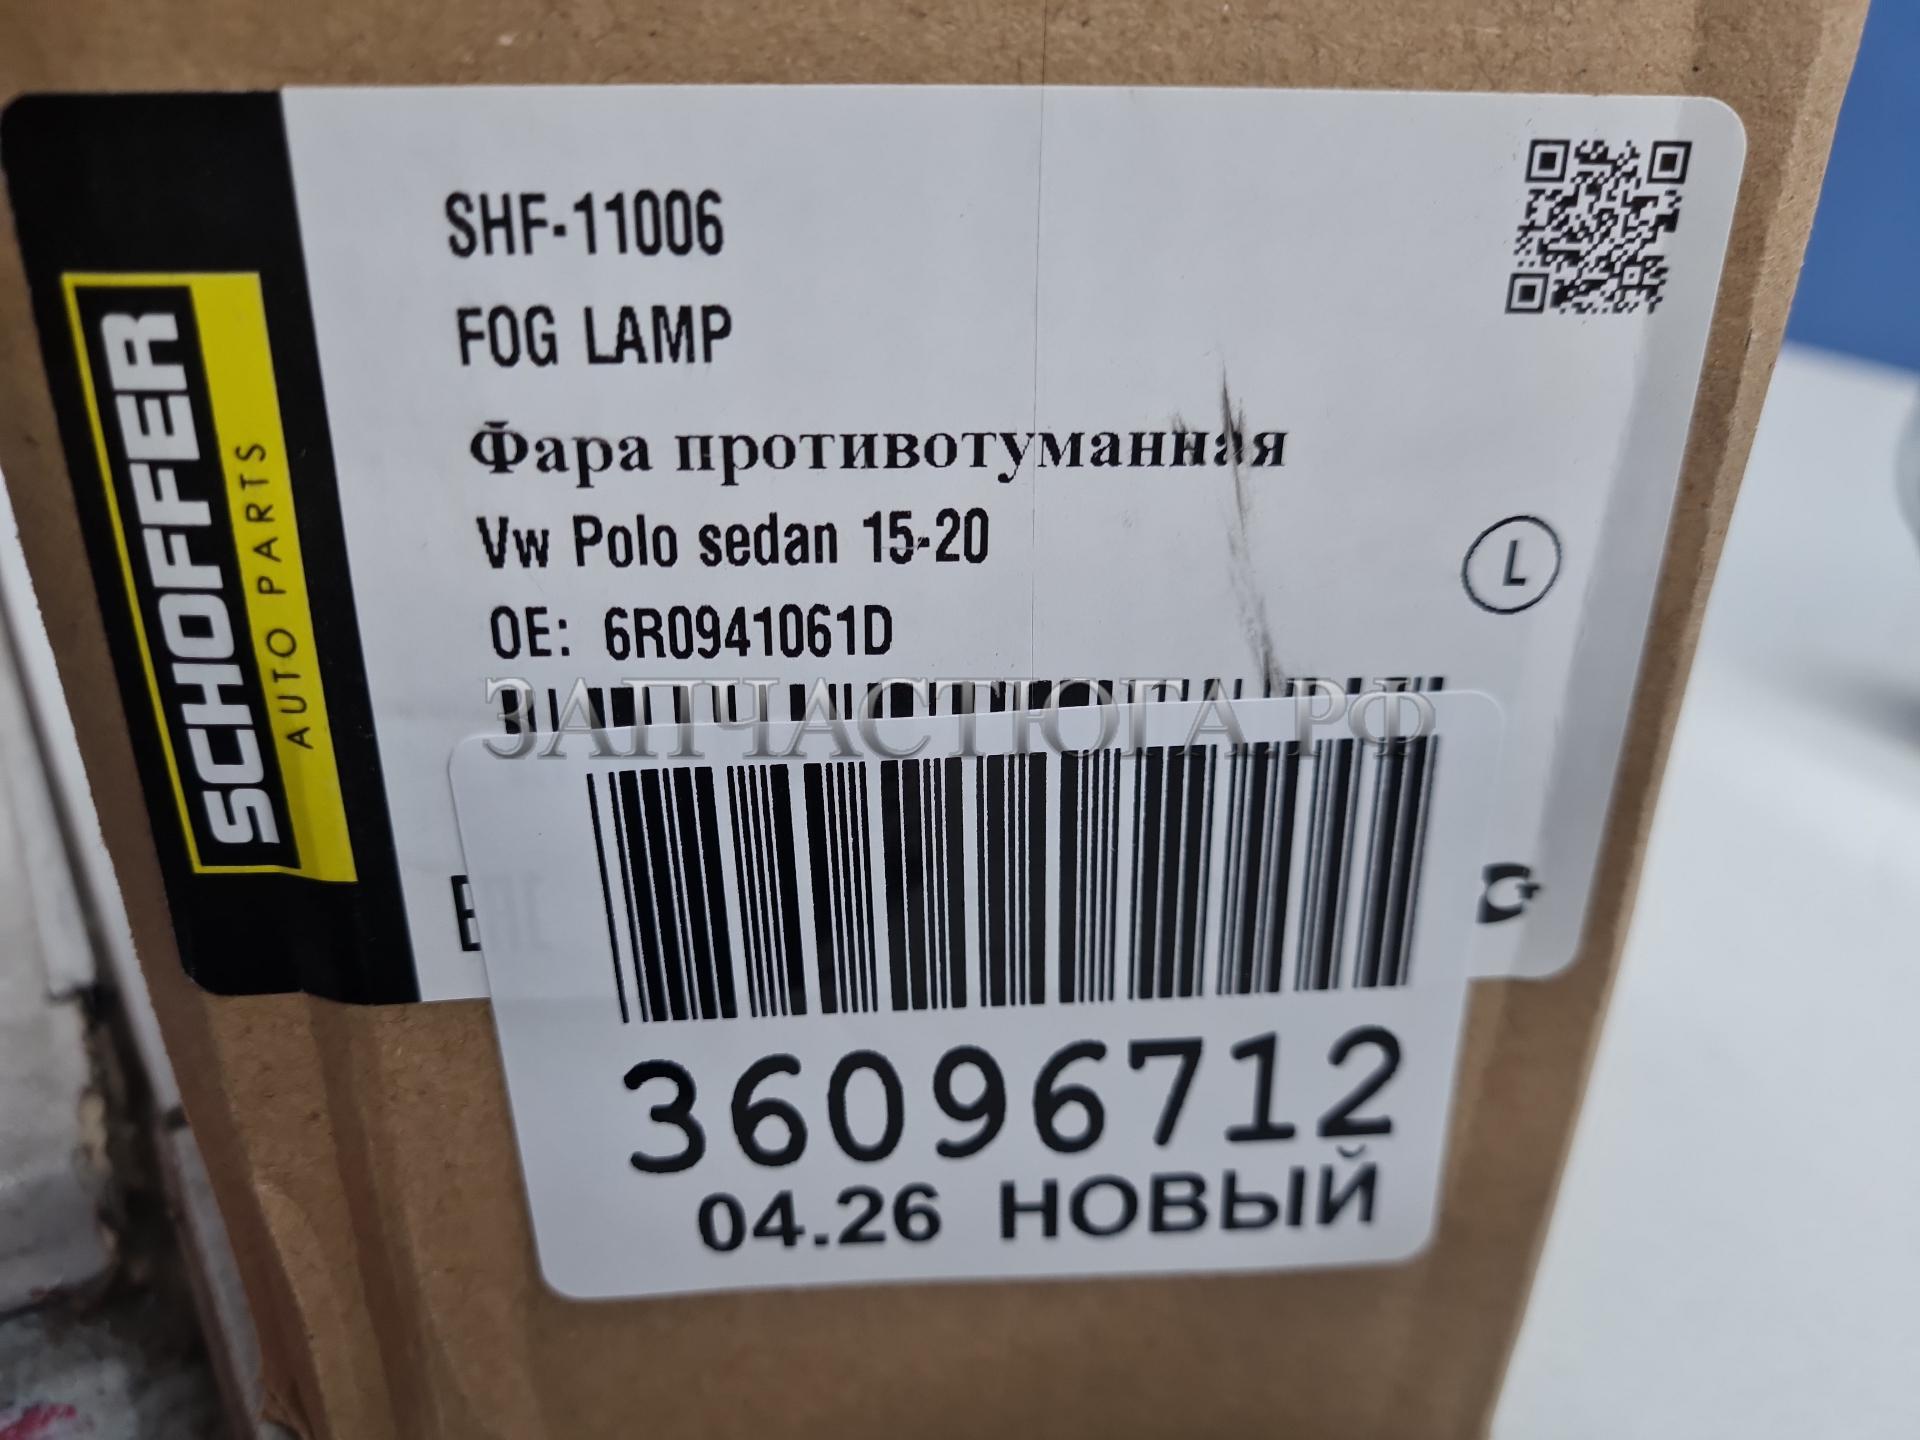 SCHOFFER
AUTO PARTS
SHF-11006
FOG LAMP
Фара противотуманная
Vw Polo sedan 15-20
L
OE: 6R0941061D
ЗАПЧАСТЮГА.РФ
36096712
04.26 НОВЫЙ